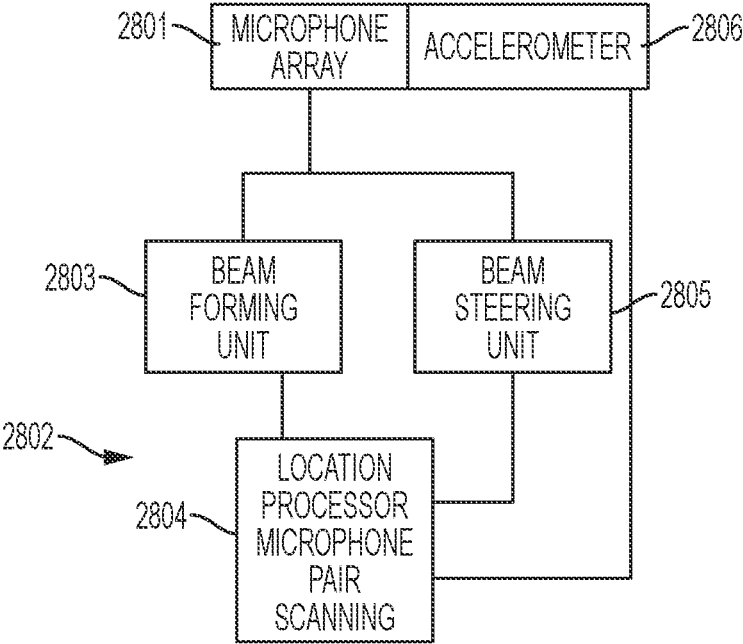 2801
MICROPHONE
ARRAY
ACCELEROMETER
2806
2803
BEAM
FORMING
UNIT
BEAM
STEERING
UNIT
2805
2802
2804
LOCATION
PROCESSOR
MICROPHONE
PAIR
SCANNING